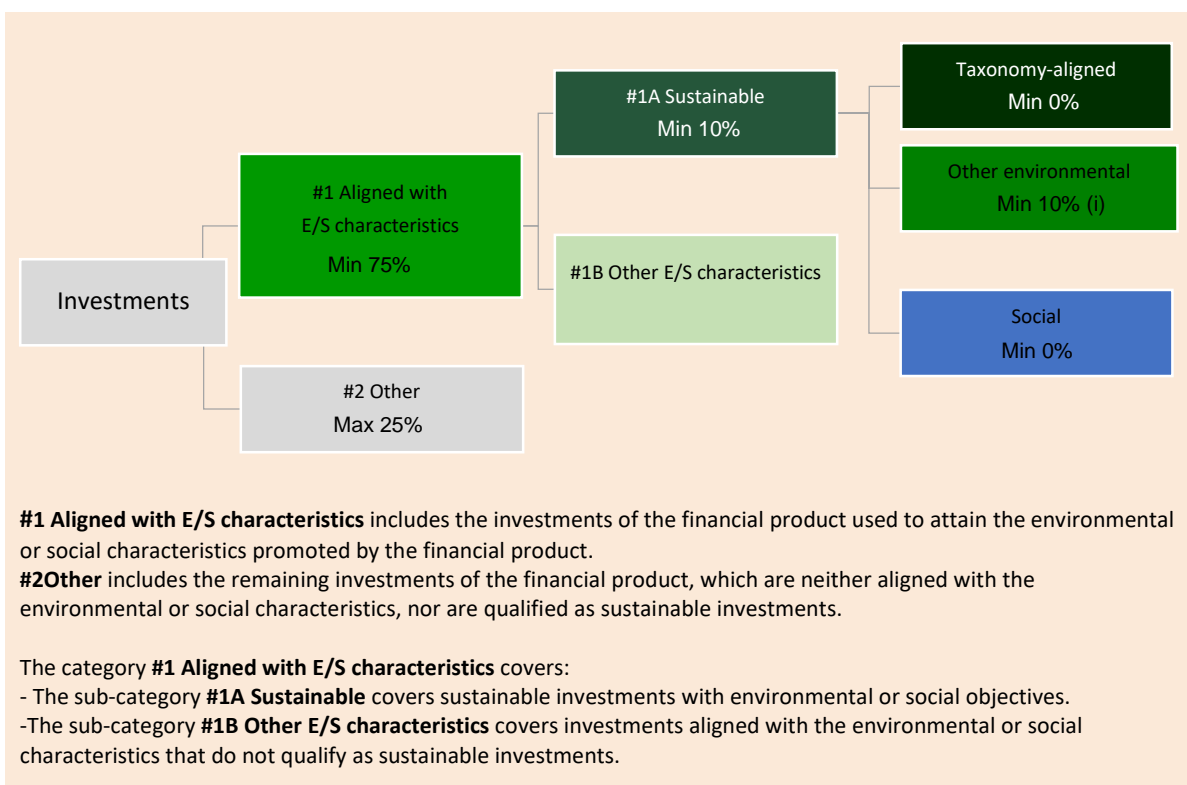 Investments
#1 Aligned with
E/S characteristics
Min 75%
#2 Other
Max 25%
#1A Sustainable
Min 10%
#1B Other E/S characteristics
Taxonomy-aligned
Min 0%
Other environmental
Min 10% (i)
Social
Min 0%
#1 Aligned with E/S characteristics includes the investments of the financial product used to attain the environmental
or social characteristics promoted by the financial product.
#2Other includes the remaining investments of the financial product, which are neither aligned with the
environmental or social characteristics, nor are qualified as sustainable investments.
The category #1 Aligned with E/S characteristics covers:
- The sub-category #1A Sustainable covers sustainable investments with environmental or social objectives.
-The sub-category #1B Other E/S characteristics covers investments aligned with the environmental or social
characteristics that do not qualify as sustainable investments.